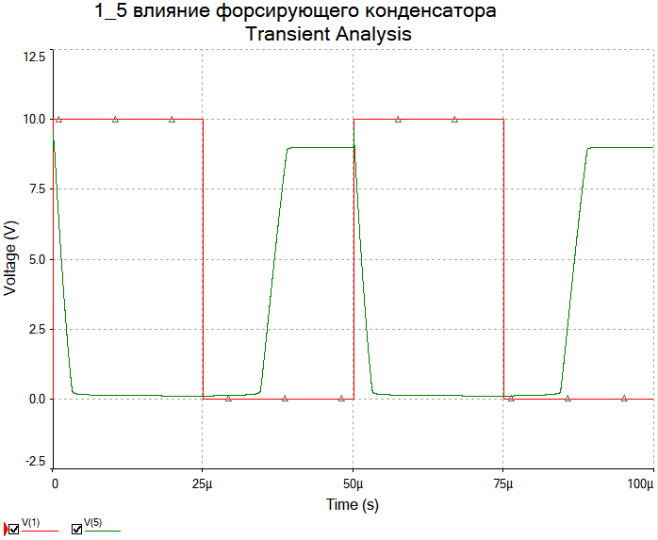 1_5 влияние форсирующего конденсатора
Transient Analysis
12.5
10.0
7.5
5.0
2.5
0.0
-2.5
Voltage (V)
0 25µ 50µ 75µ 100µ
Time (s)
V(1) V(5)